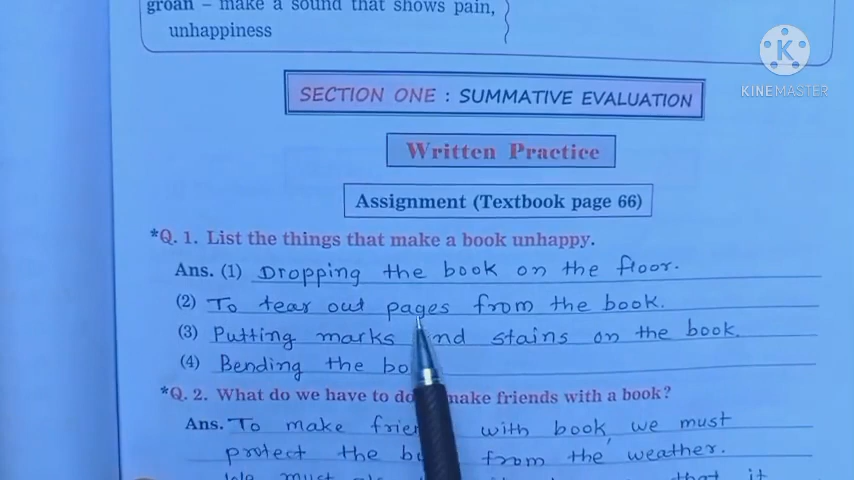 groan – make a sound that shows pain,
unhappiness
K
KINEMASTER
SECTION ONE : SUMMATIVE EVALUATION
Written Practice
Assignment (Textbook page 66)
*Q. 1. List the things that make a book unhappy.
Ans. (1) Dropping the book on the floor.
(2) To tear out pages from the book.
(3) Putting marks and stains on the book.
(4) Bending the
*Q. 2. What do we have to do make friends with a book?
Ans. To make with book, we must
protect the from the weather.
that it